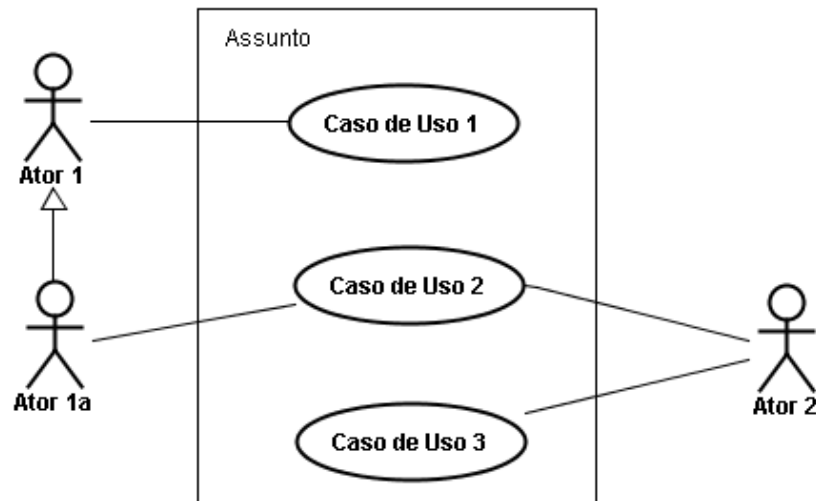 Assunto
Caso de Uso 1
Ator 1
Caso de Uso 2
Ator 1a
Ator 2
Caso de Uso 3